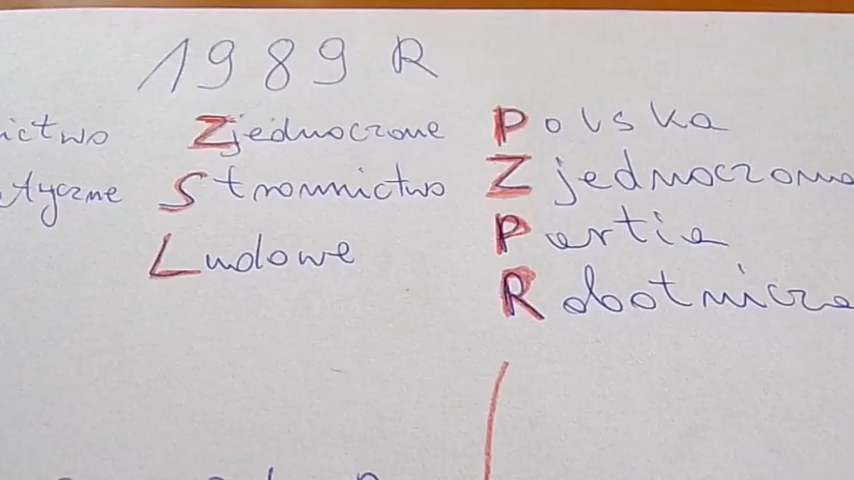 1989 R
ictwo Zjednoczone Polska
tyczne Stronnictwo Zjednoczona
Ludowe Partia
Robotnicza